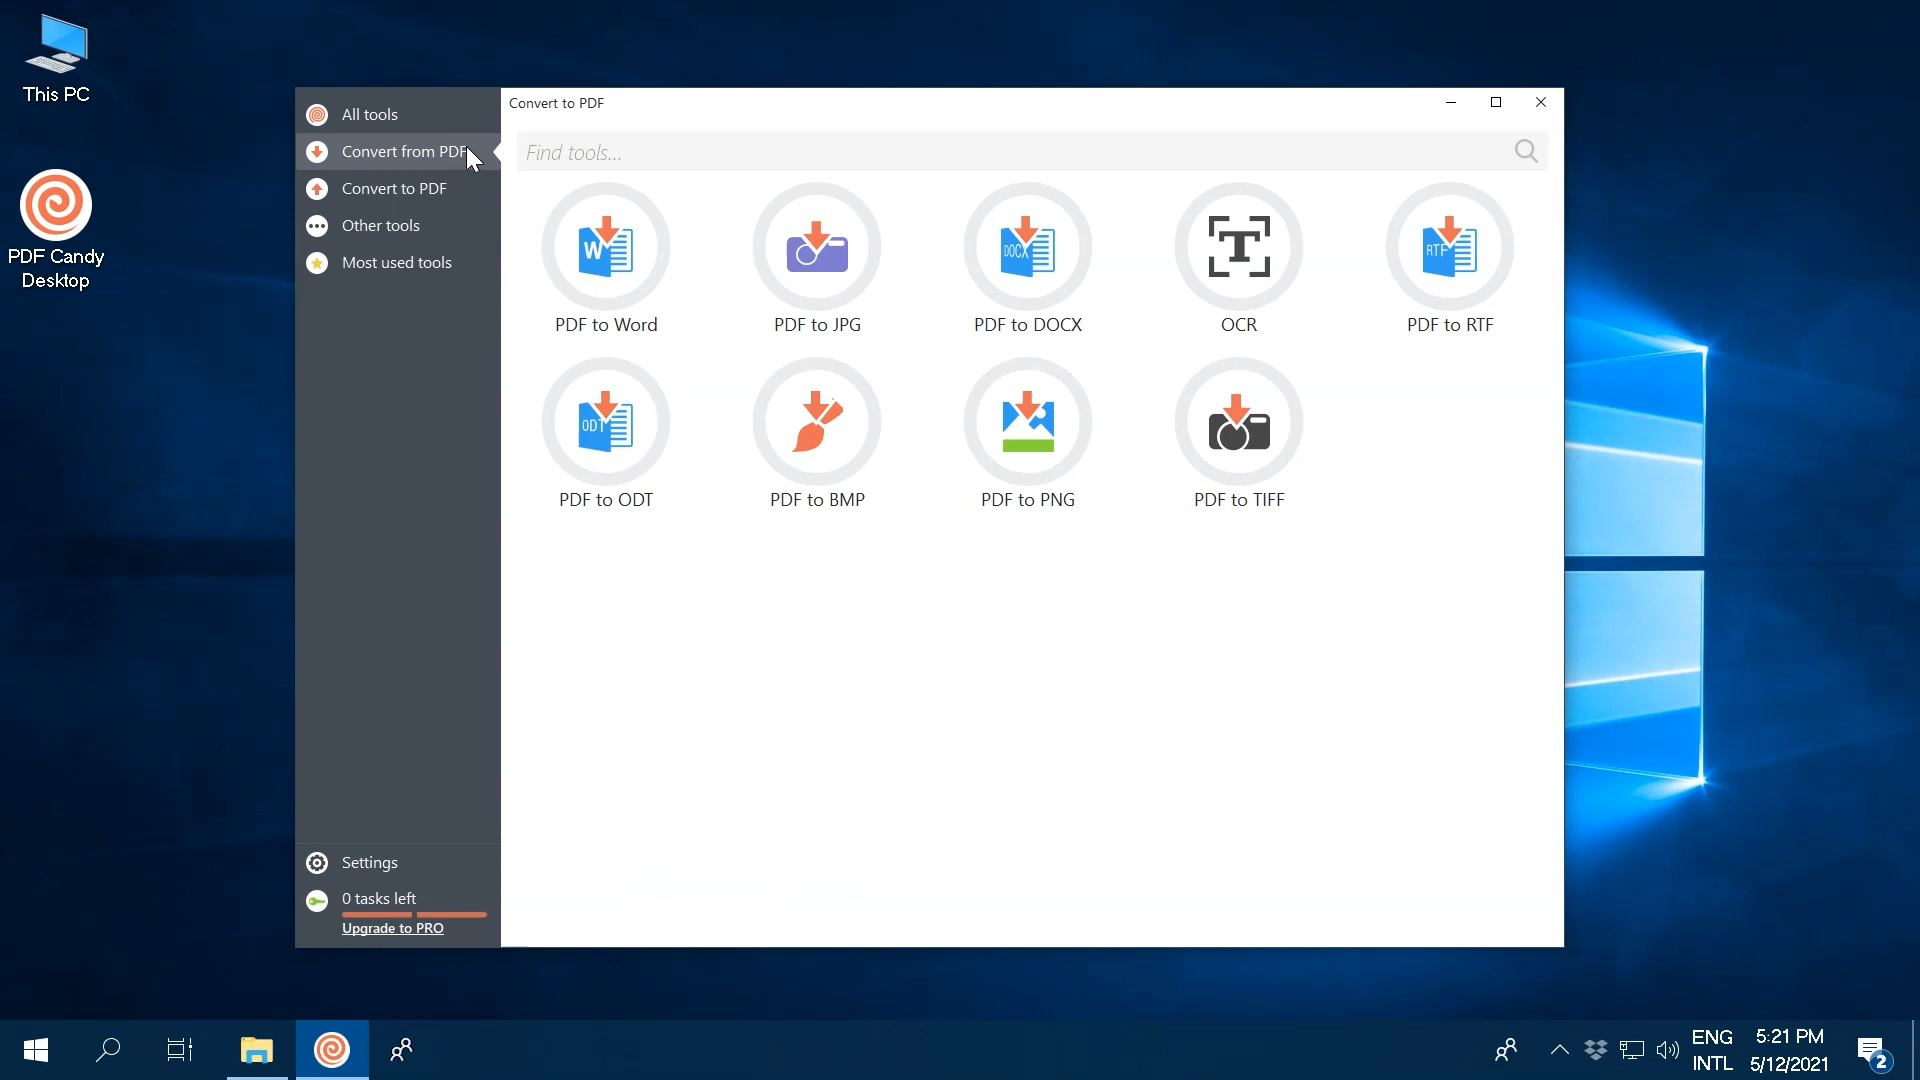 This PC
PDF Candy
Desktop
All tools
Convert from PDF
Convert to PDF
Other tools
Most used tools
Settings
0 tasks left
Upgrade to PRO
Convert to PDF
Find tools...
W
DOCX
T
RTF
PDF to Word
PDF to JPG
PDF to DOCX
OCR
PDF to RTF
ODT
PDF to ODT
PDF to BMP
PDF to PNG
PDF to TIFF
ENG
INTL
5:21 PM
5/12/2021
2